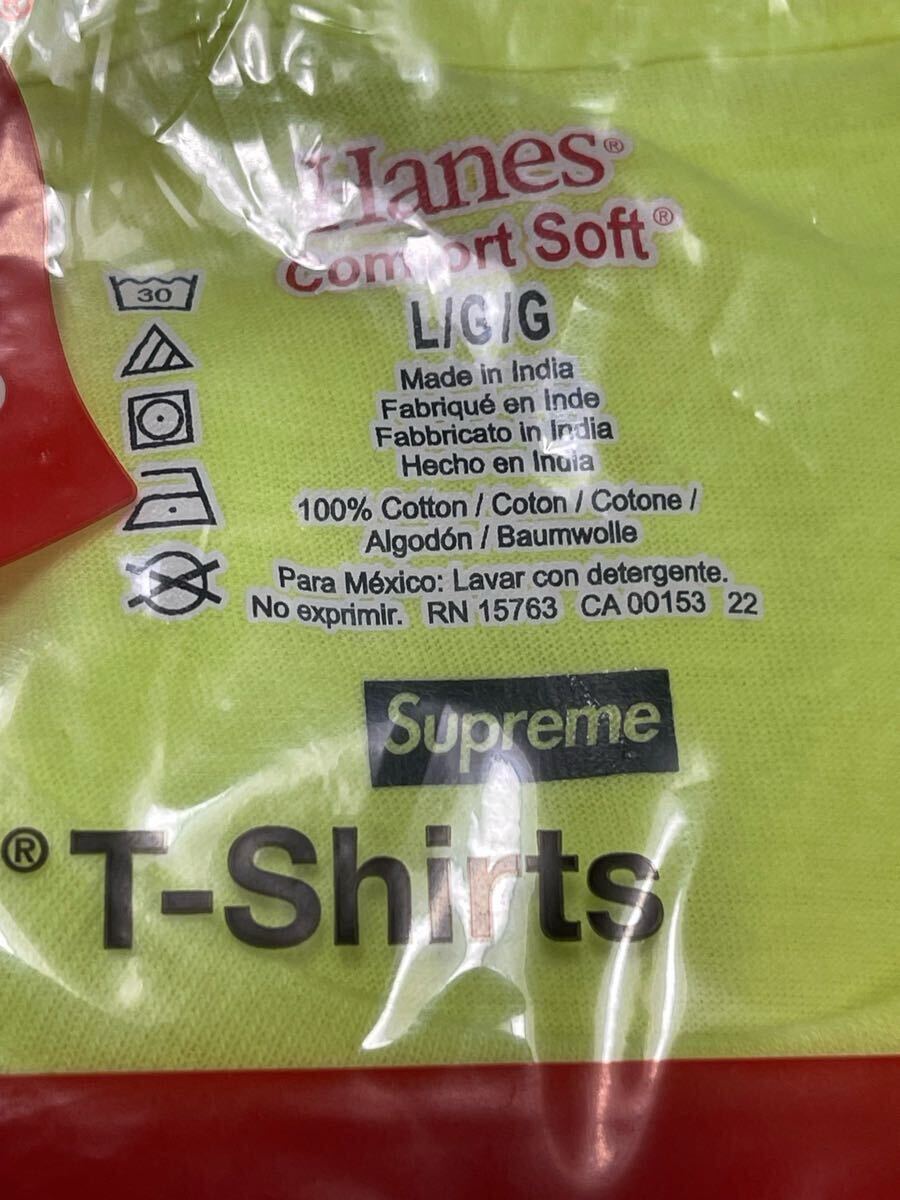 Hanes®
Comfort Soft®
30
L/G/G
Made in India
Fabriqué en Inde
Fabbricato in India
Hecho en India
100% Cotton / Coton / Cotone /
Algodón / Baumwolle
Para México: Lavar con detergente.
No exprimir. RN 15763 CA 00153 22
Supreme
® T-Shirts